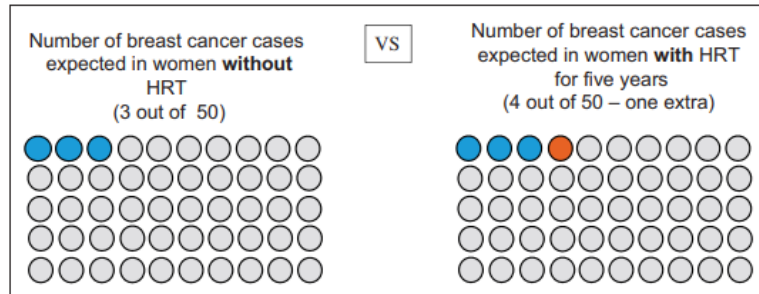 Number of breast cancer cases
expected in women without
HRT
(3 out of 50)
VS
Number of breast cancer cases
expected in women with HRT
for five years
(4 out of 50 – one extra)